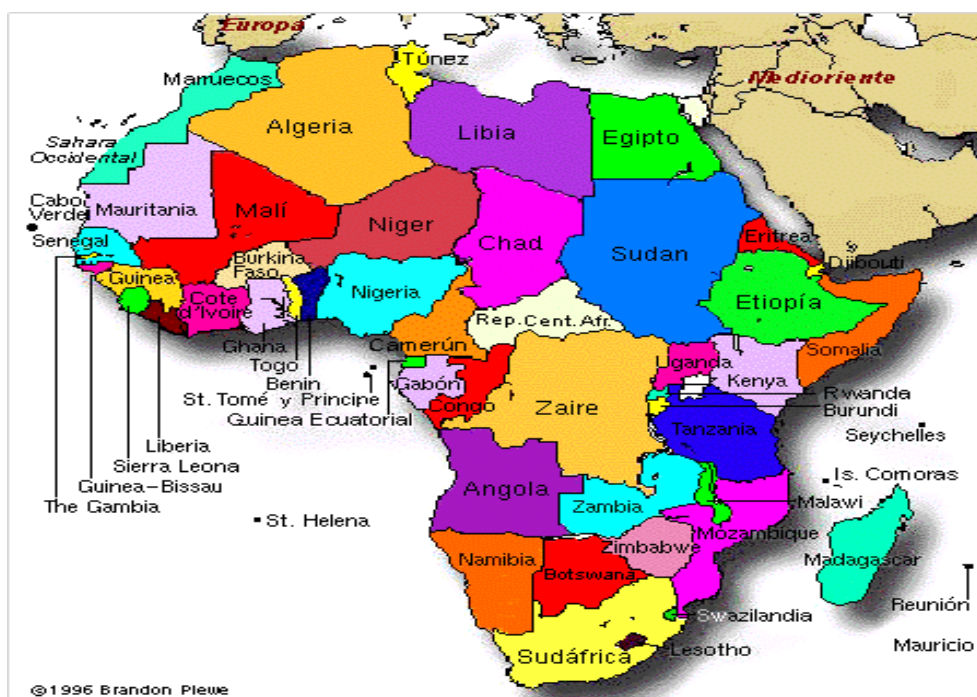 Europa
Túnez
Marruecos
Medioriente
Algeria
Libia
Egipto
Sahara
Occidental
Cabo
Verde
Mauritania
Malí
Niger
Chad
Sudan
Eritrea
Senegal
Djibouti
Burkina
Faso
Guinea
Nigeria
Etiopía
Cote
d'Ivoire
Rep. Cent. Afr.
Ghana
Camerún
Somalia
Togo
Uganda
Benin
Gabón
Kenya
St. Tomé y Principe
Congo
Zaire
Rwanda
Guinea Ecuatorial
Burundi
Tanzania
Seychelles
Liberia
Sierra Leona
Is. Comoras
Guinea-Bissau
Angola
The Gambia
Zambia
Malawi
St. Helena
Mozambique
Zimbabwe
Madagascar
Namibia
Botswana
Reunión
Swazilandia
Mauricio
Lesotho
Sudáfrica
©1996 Brandon Plewe